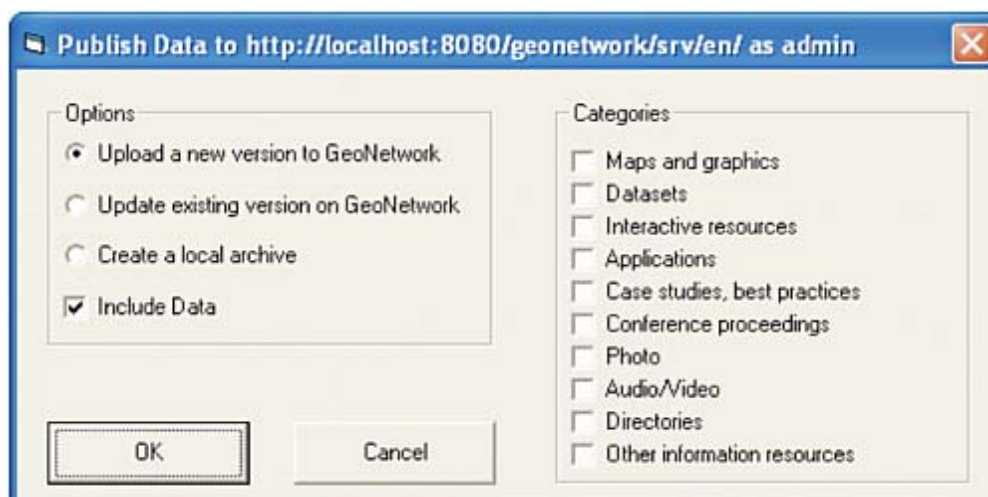 Publish Data to http://localhost:8080/geonetwork/srv/en/ as admin
Options
Upload a new version to GeoNetwork
Update existing version on GeoNetwork
Create a local archive
Include Data
OK
Cancel
Categories
Maps and graphics
Datasets
Interactive resources
Applications
Case studies, best practices
Conference proceedings
Photo
Audio/Video
Directories
Other information resources